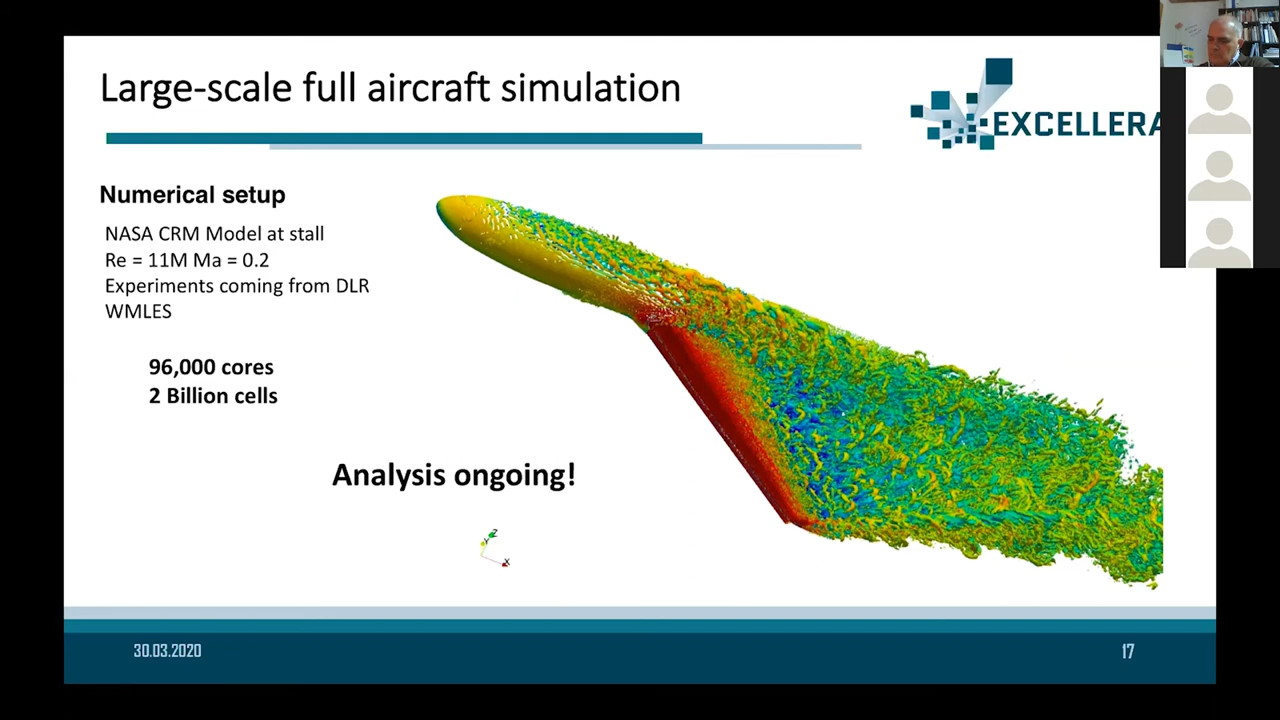 Large-scale full aircraft simulation
EXCELLERA
Numerical setup
NASA CRM Model at stall
Re = 11M Ma = 0.2
Experiments coming from DLR
WMLES
96,000 cores
2 Billion cells
Analysis ongoing!
Z
Y
X
30.03.2020
17